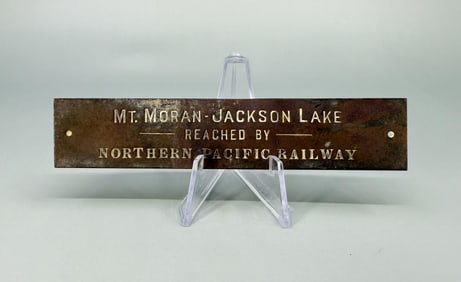 MT. MORAN-JACKSON LAKE
REACHED BY
NORTHERN PACIFIC RAILWAY